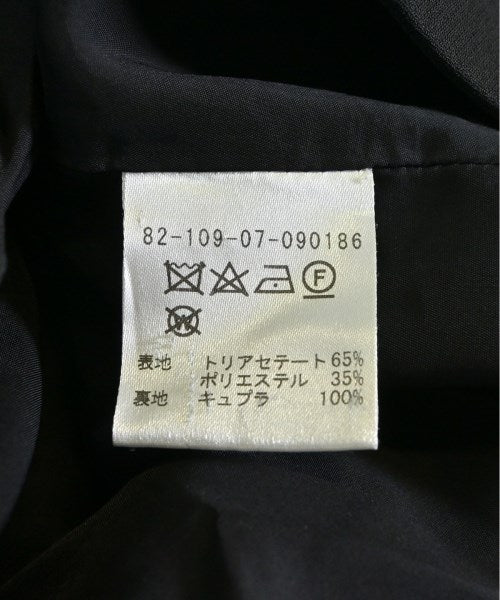 82-109-07-090186
F
W
表地 トリアセテート 65%
ポリエステル 35%
裏地 キュプラ 100%